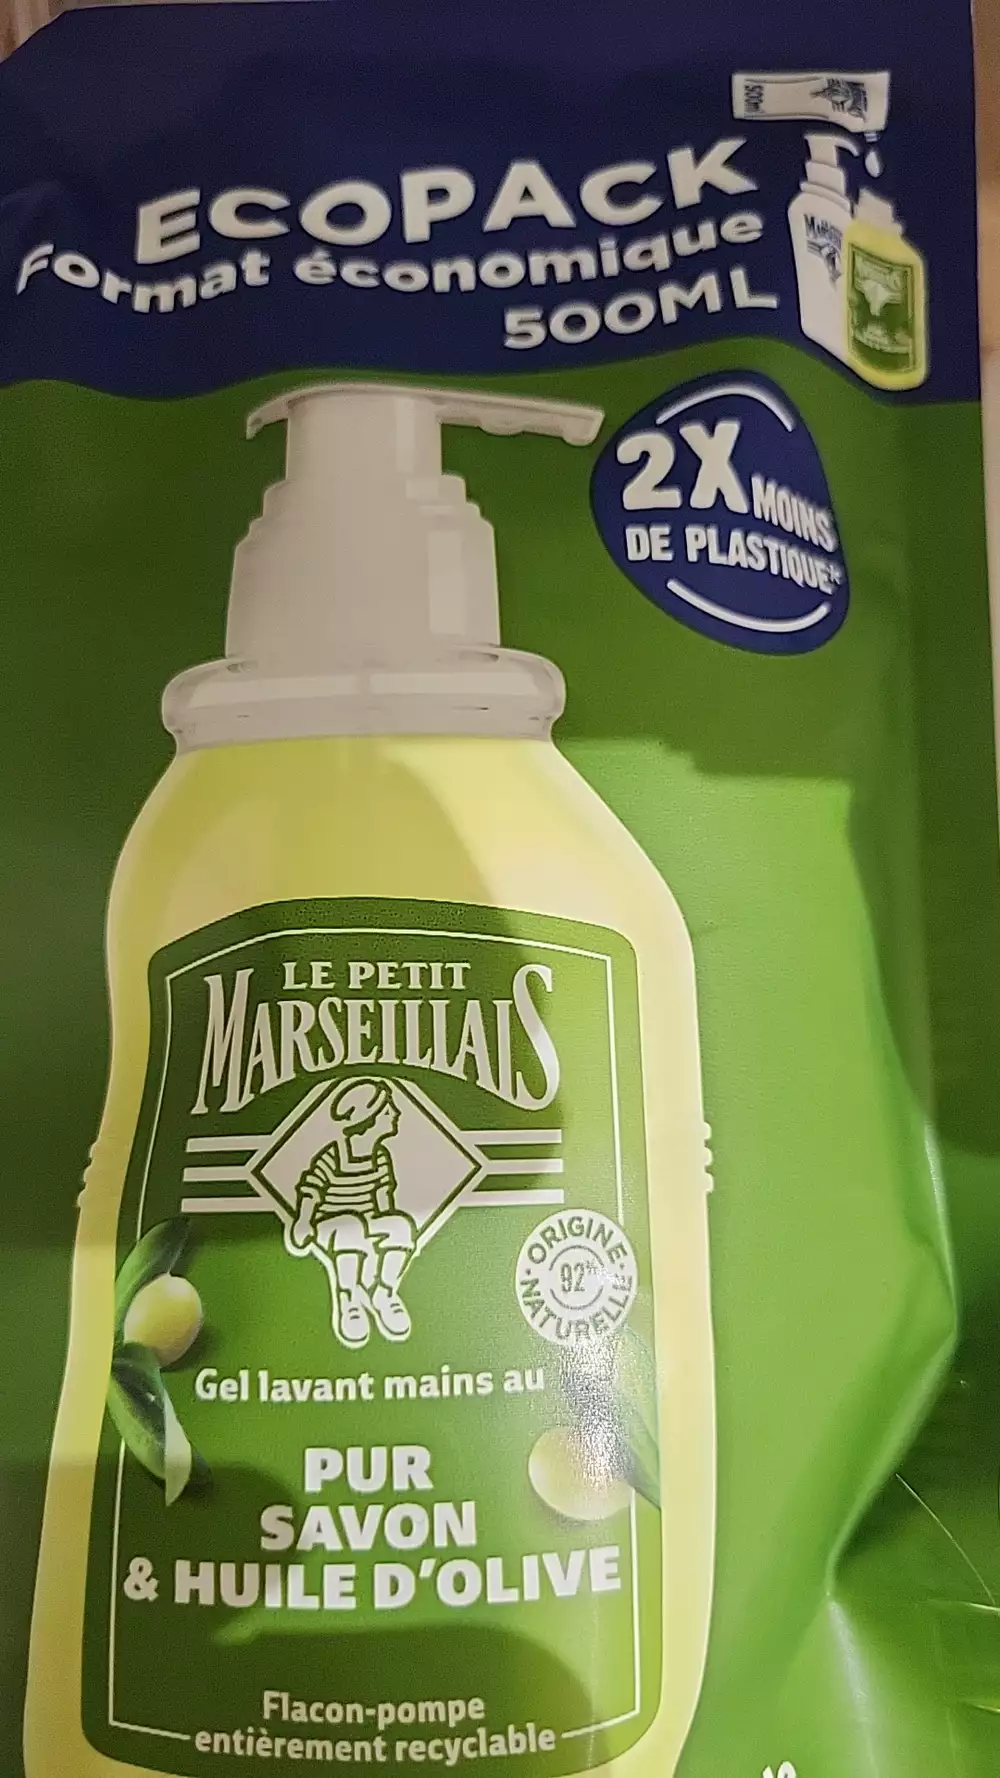 ECOPACK
Format économique
500ML
500ml
2X MOINS
DE PLASTIQUE*
LE PETIT
MARSEILLAIS
ORIGINE
92%
NATURELLE
Gel lavant mains au
PUR
SAVON
& HUILE D'OLIVE
Flacon-pompe
entièrement recyclable